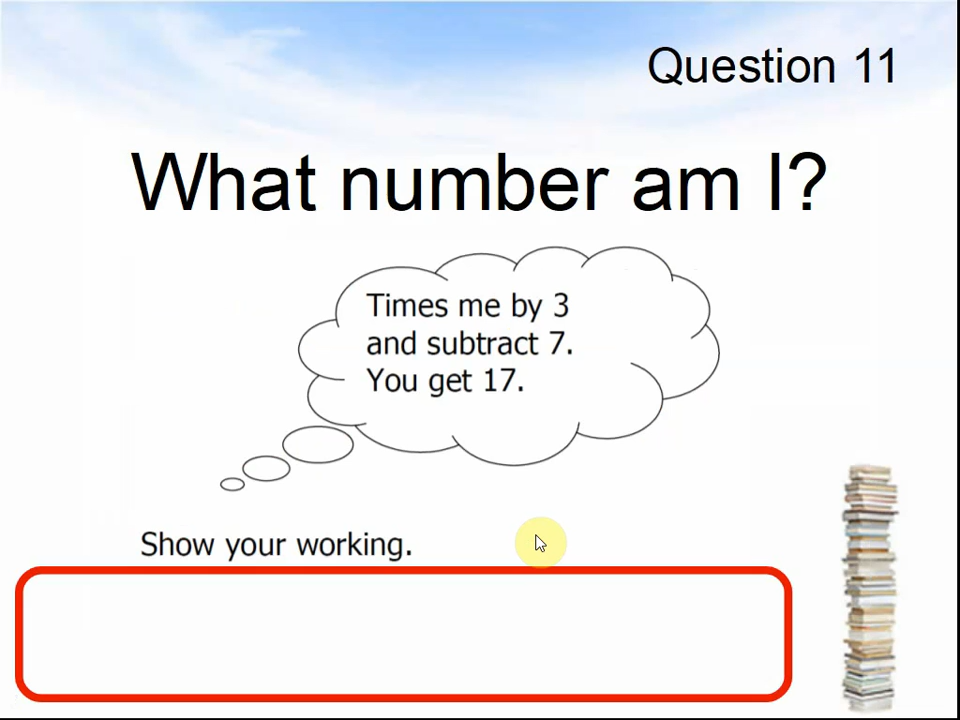 Question 11
What number am I?
Times me by 3
and subtract 7.
You get 17.
Show your working.